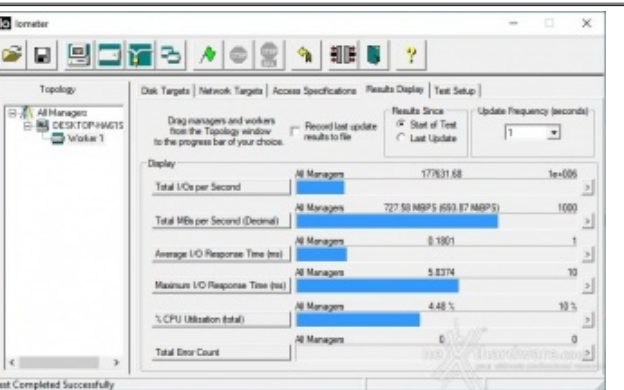 Iometer
Topology
All Managers
DESKTOP-HAGTS
Worker 1
Disk Targets | Network Targets | Access Specifications | Results Display | Test Setup
Drag managers and workers
from the Topology window
to the progress bar of your choice.
Record last update
results to file
Results Since
Start of Test
Last Update
Update Frequency (seconds)
1
Display
All Managers 177631.68 1e+006
Total I/Os per Second
All Managers 727.58 MBPS (693.87 MiBPS) 1000
Total MBs per Second (Decimal)
All Managers 0.1801 1
Average I/O Response Time (ms)
All Managers 5.8374 10
Maximum I/O Response Time (ms)
All Managers 4.48 % 10 %
% CPU Utilization (total)
All Managers 0 0
Total Error Count
Completed Successfully